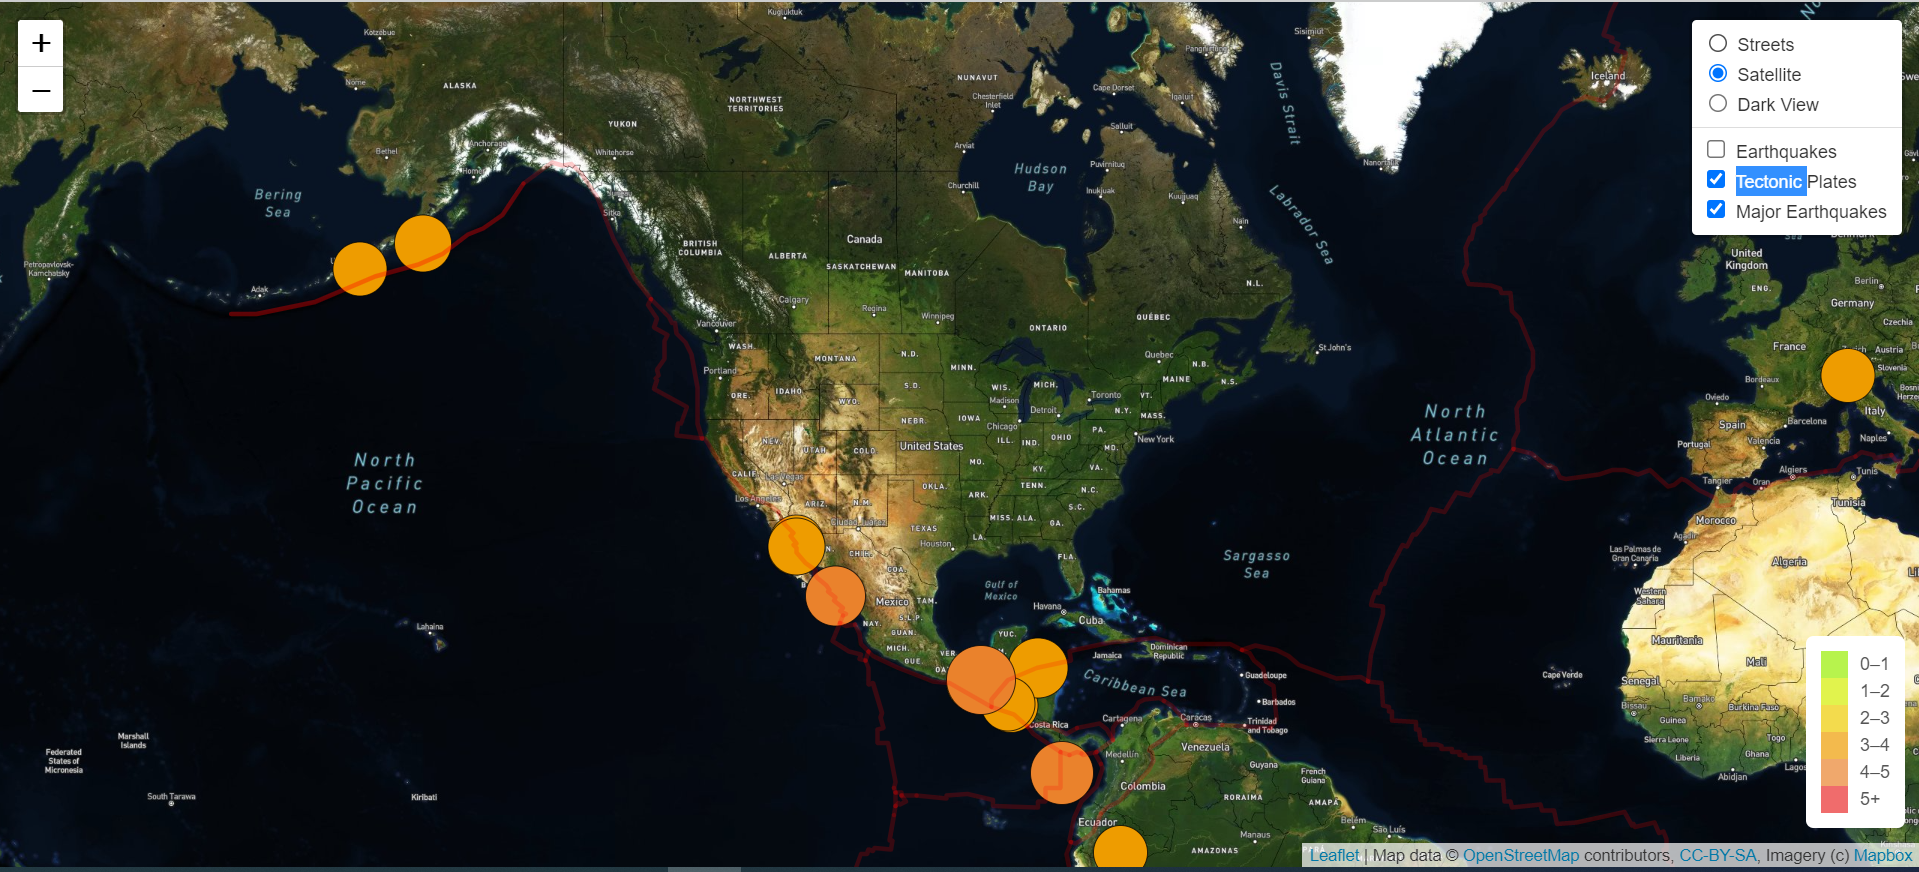 +
−
Streets
Satellite
Dark View
Earthquakes
Tectonic Plates
Major Earthquakes
Kugluktuk
Kotzebue
Sisimiut
Pangnirtung
Nome
ALASKA
NUNAVUT
Iceland
NORTHWEST
TERRITORIES
Chesterfield
Inlet
Cape Dorset
Iqaluit
Davis Strait
YUKON
Salluit
Bethel
Anchorage
Whitehorse
Arviat
Homer
Puvirnituq
Nanortalik
Hudson
Bay
Churchill
Inukjuak
Kuujjuaq
Bering
Sea
Sitka
Nain
Labrador Sea
Canada
BRITISH
COLUMBIA
ALBERTA
SASKATCHEWAN
MANITOBA
United
Kingdom
Petropavlovsk-
Kamchatsky
Adak
N.L.
ENG.
Berlin
Germany
Calgary
Regina
Winnipeg
QUÉBEC
ONTARIO
Vancouver
Czechia
WASH.
N.D.
St John's
France
Austria
MONTANA
MINN.
Quebec
N.B.
Slovenia
Portland
MAINE
N.S.
Bordeaux
IDAHO
S.D.
WIS.
MICH.
ORE.
WYO.
Madison
Toronto
VT.
Oviedo
Detroit
N.Y.
MASS.
Italy
NEBR.
IOWA
Chicago
Barcelona
Spain
North
Atlantic
Ocean
NEV.
UTAH
COLO.
United States
ILL.
IND.
OHIO
PA.
MD.
New York
Portugal
Valencia
Naples
North
Pacific
Ocean
MO.
KY.
VA.
CALIF.
Las Vegas
Algiers
Tunis
Tangier
Oran
OKLA.
TENN.
N.C.
Los Angeles
ARIZ.
N.M.
ARK.
S.C.
Tunisia
Ciudad Juárez
TEXAS
MISS.
ALA.
GA.
Morocco
Houston
LA.
Agadir
CHIH.
FLA.
Sargasso
Sea
Las Palmas de
Gran Canaria
Algeria
COA.
Gulf of
Mexico
Bahamas
Western
Sahara
Mexico
TAM.
Havana
Cuba
S.L.P.
Lahaina
NAY.
GUAN.
YUC.
Mauritania
MICH.
GUE.
VER
Jamaica
Dominican
Republic
Mali
Caribbean Sea
Guadeloupe
Cape Verde
Senegal
Barbados
Bissau
Bamako
Burkina Faso
Costa Rica
Cartagena
Caracas
Trinidad
and Tobago
Guinea
Marshall
Islands
Venezuela
Sierra Leone
Togo
Federated
States of
Micronesia
Medellín
Guyana
Liberia
Ghana
Lagos
French
Guiana
Abidjan
Colombia
South Tarawa
Kiribati
RORAIMA
AMAPÁ
Ecuador
Belém
São Luís
Manaus
AMAZONAS
0–1
1–2
2–3
3–4
4–5
5+
Leaflet | Map data © OpenStreetMap contributors, CC-BY-SA, Imagery (c) Mapbox